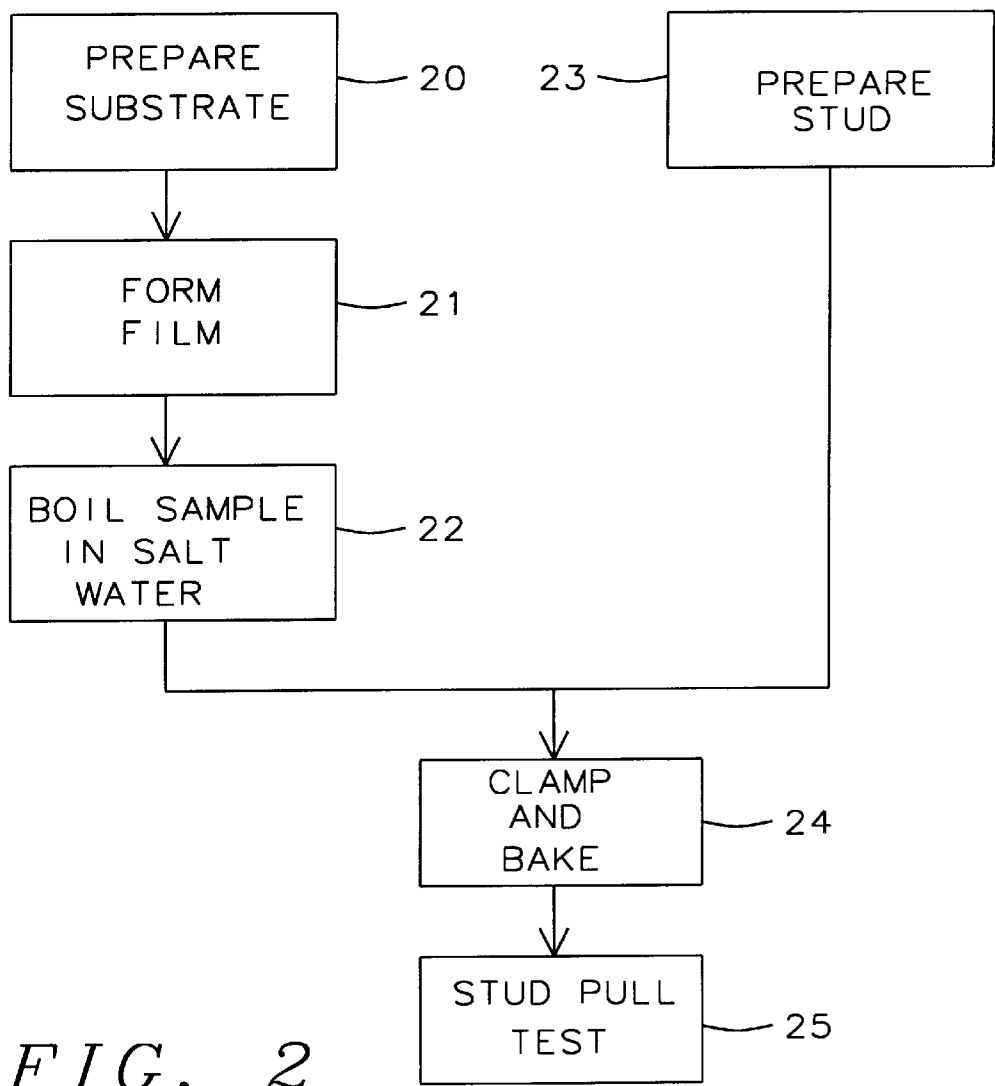 PREPARE
SUBSTRATE
20
23
PREPARE
STUD
FORM
FILM
21
BOIL SAMPLE
IN SALT
WATER
22
CLAMP
AND
BAKE
24
STUD PULL
TEST
25
FIG. 2